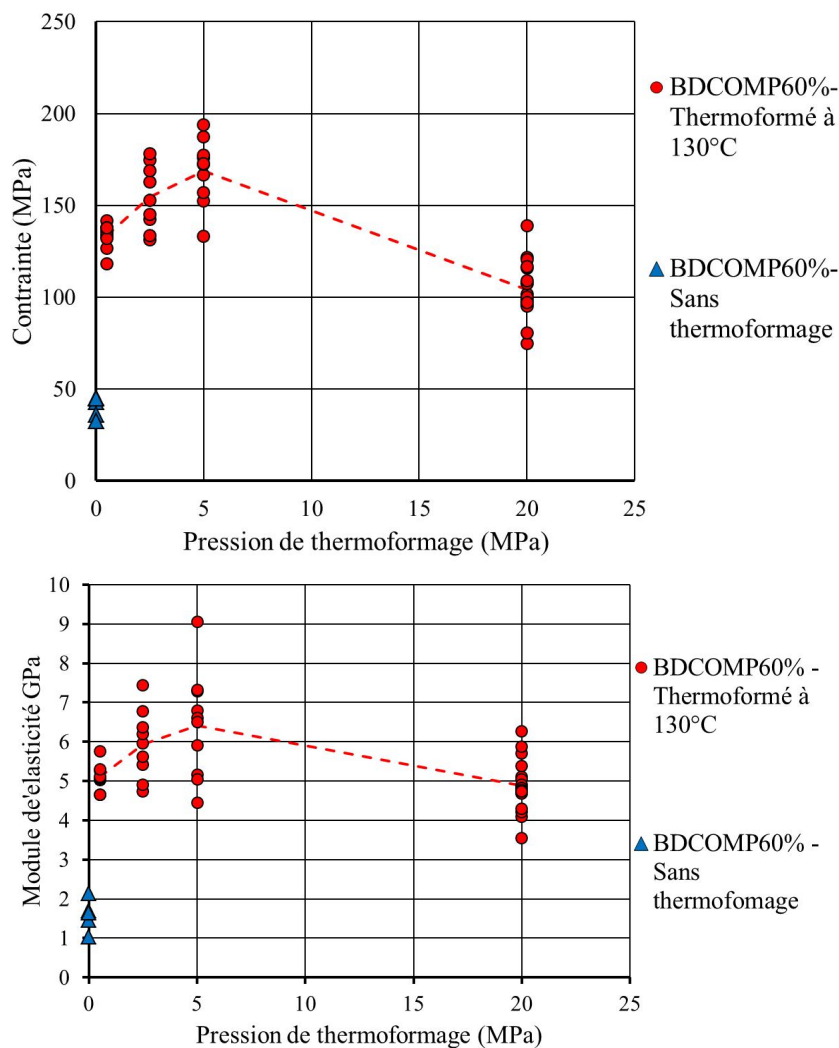 250
200
150
100
50
0
Contrainte (MPa)
0 5 10 15 20 25
Pression de thermoformage (MPa)
BDCOMP60%-
Thermoformé à
130°C
BDCOMP60%-
Sans
thermoformage
10
9
8
7
6
5
4
3
2
1
0
Module de'elasticité GPa
0 5 10 15 20 25
Pression de thermoformage (MPa)
BDCOMP60% -
Thermoformé à
130°C
BDCOMP60% -
Sans
thermofomage